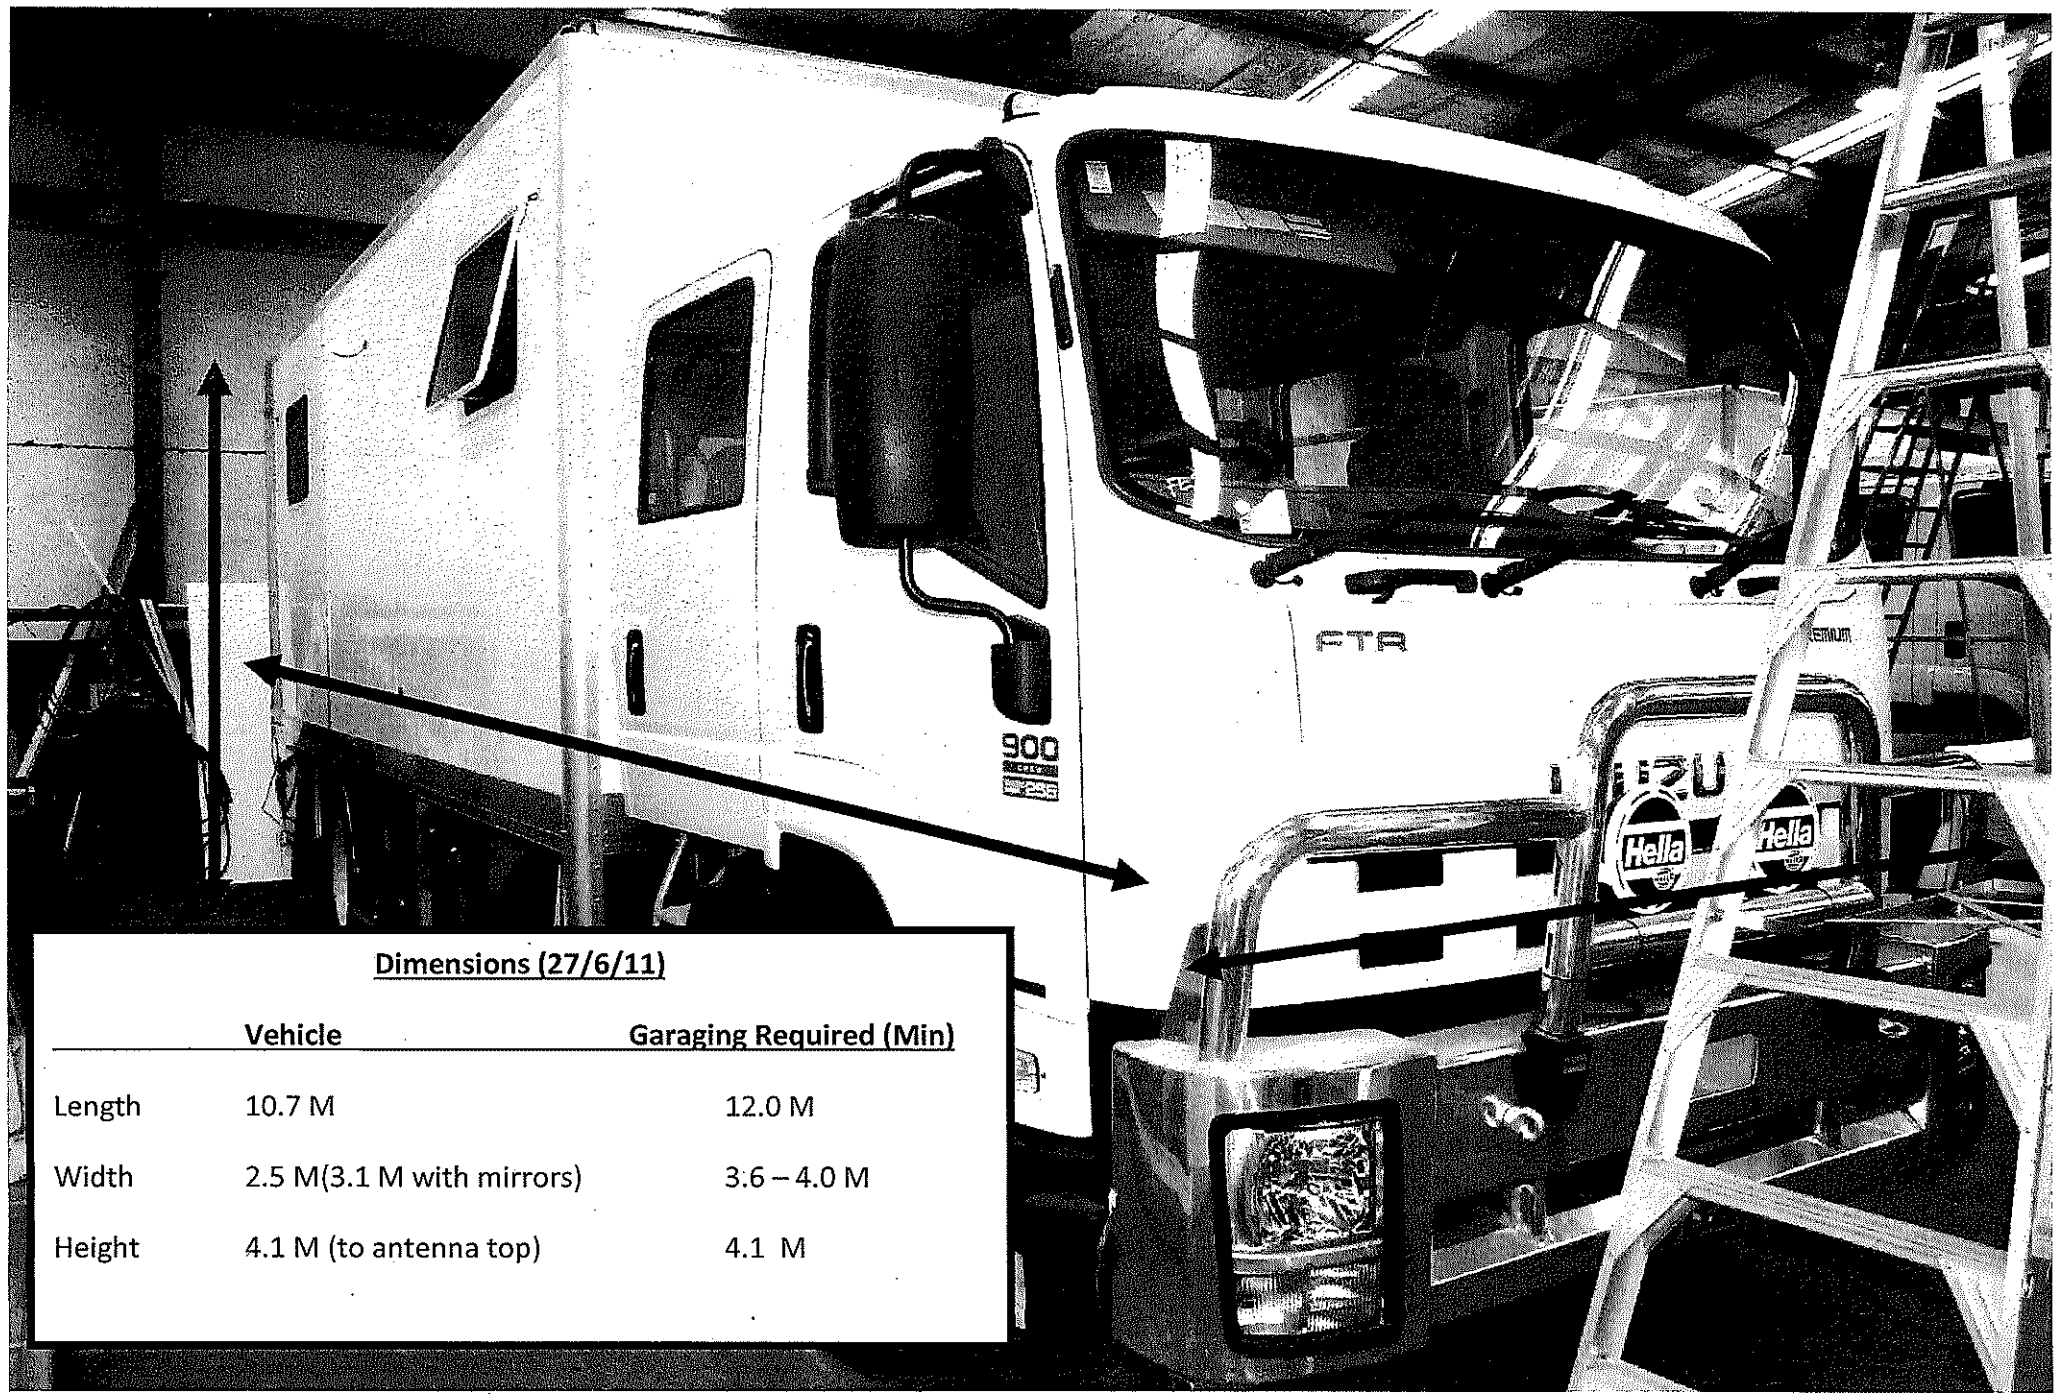 FTR
900
Hella
Hella
Dimensions (27/6/11)
Vehicle Garaging Required (Min)
Length 10.7 M 12.0 M
Width 2.5 M(3.1 M with mirrors) 3.6 – 4.0 M
Height 4.1 M (to antenna top) 4.1 M